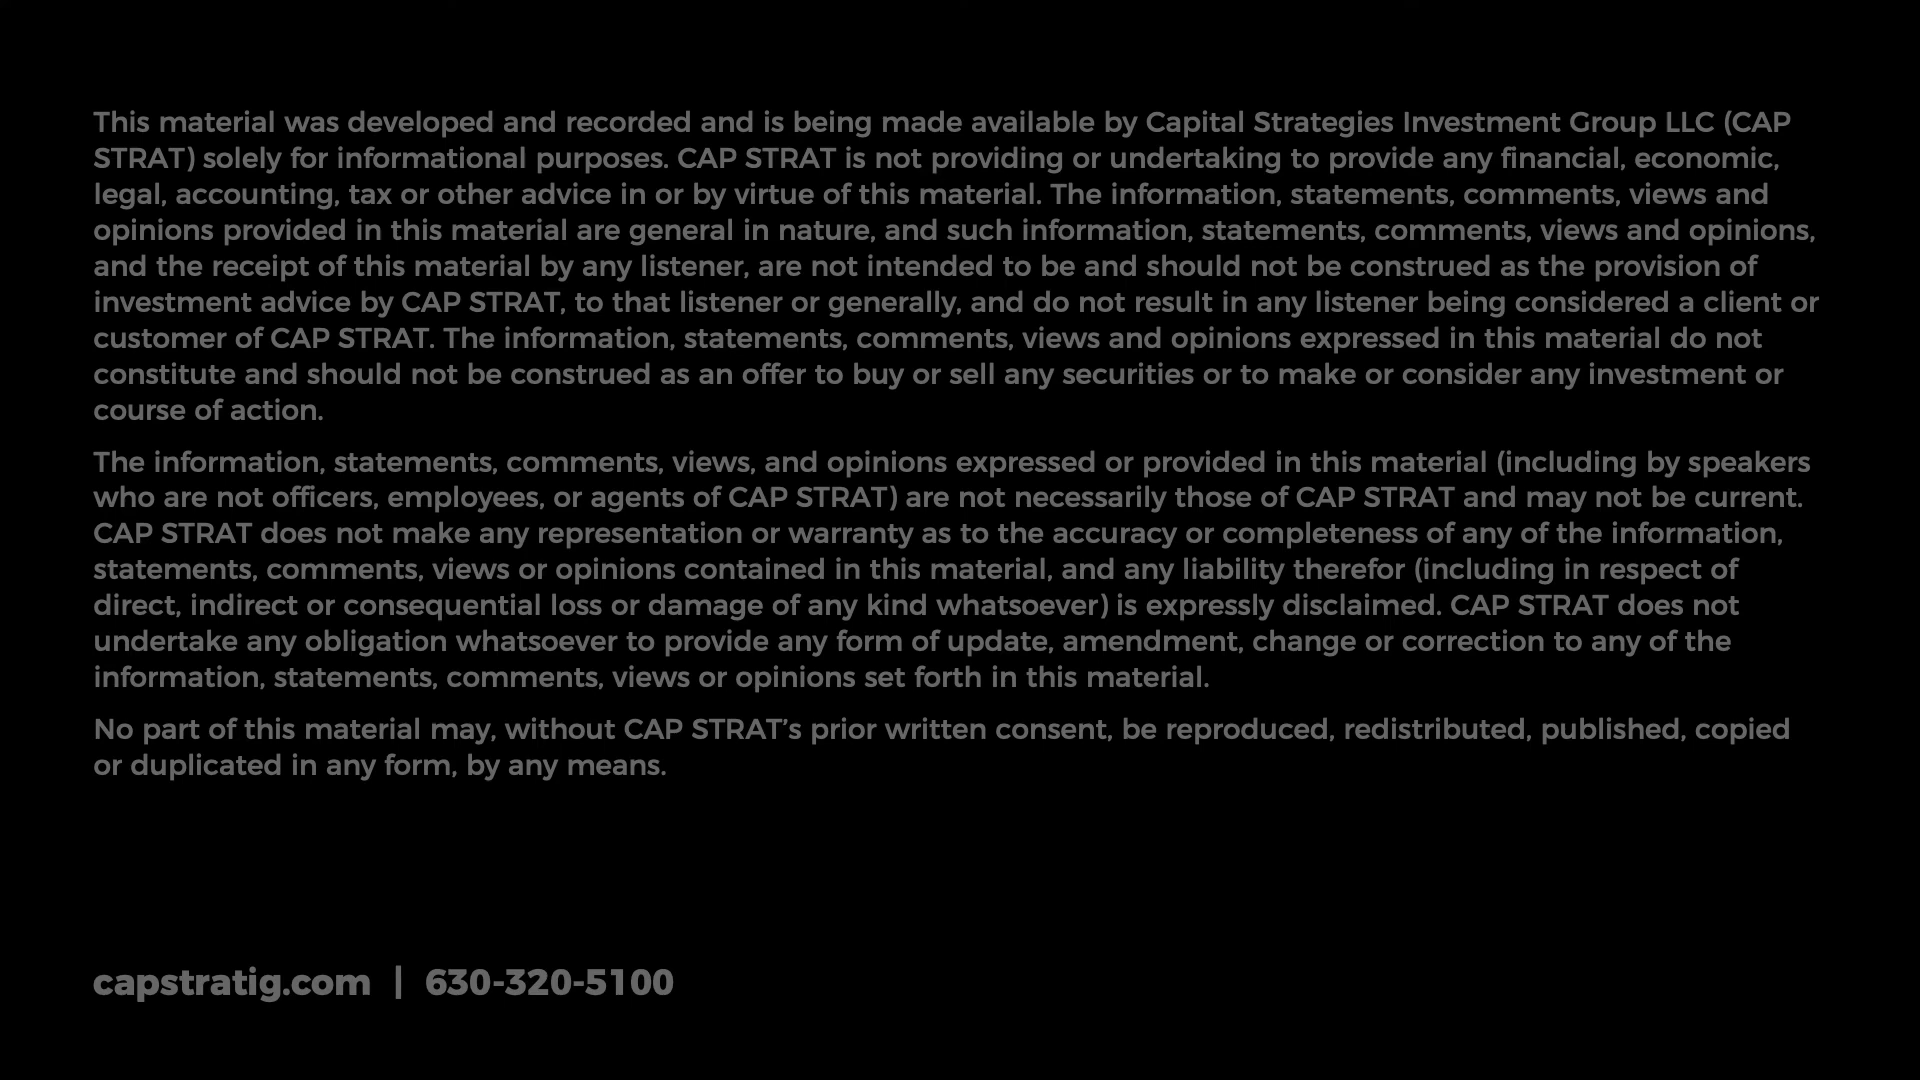 This material was developed and recorded and is being made available by Capital Strategies Investment Group LLC (CAP
STRAT) solely for informational purposes. CAP STRAT is not providing or undertaking to provide any financial, economic,
legal, accounting, tax or other advice in or by virtue of this material. The information, statements, comments, views and
opinions provided in this material are general in nature, and such information, statements, comments, views and opinions,
and the receipt of this material by any listener, are not intended to be and should not be construed as the provision of
investment advice by CAP STRAT, to that listener or generally, and do not result in any listener being considered a client or
customer of CAP STRAT. The information, statements, comments, views and opinions expressed in this material do not
constitute and should not be construed as an offer to buy or sell any securities or to make or consider any investment or
course of action.
The information, statements, comments, views, and opinions expressed or provided in this material (including by speakers
who are not officers, employees, or agents of CAP STRAT) are not necessarily those of CAP STRAT and may not be current.
CAP STRAT does not make any representation or warranty as to the accuracy or completeness of any of the information,
statements, comments, views or opinions contained in this material, and any liability therefor (including in respect of
direct, indirect or consequential loss or damage of any kind whatsoever) is expressly disclaimed. CAP STRAT does not
undertake any obligation whatsoever to provide any form of update, amendment, change or correction to any of the
information, statements, comments, views or opinions set forth in this material.
No part of this material may, without CAP STRAT’s prior written consent, be reproduced, redistributed, published, copied
or duplicated in any form, by any means.
capstratig.com | 630-320-5100